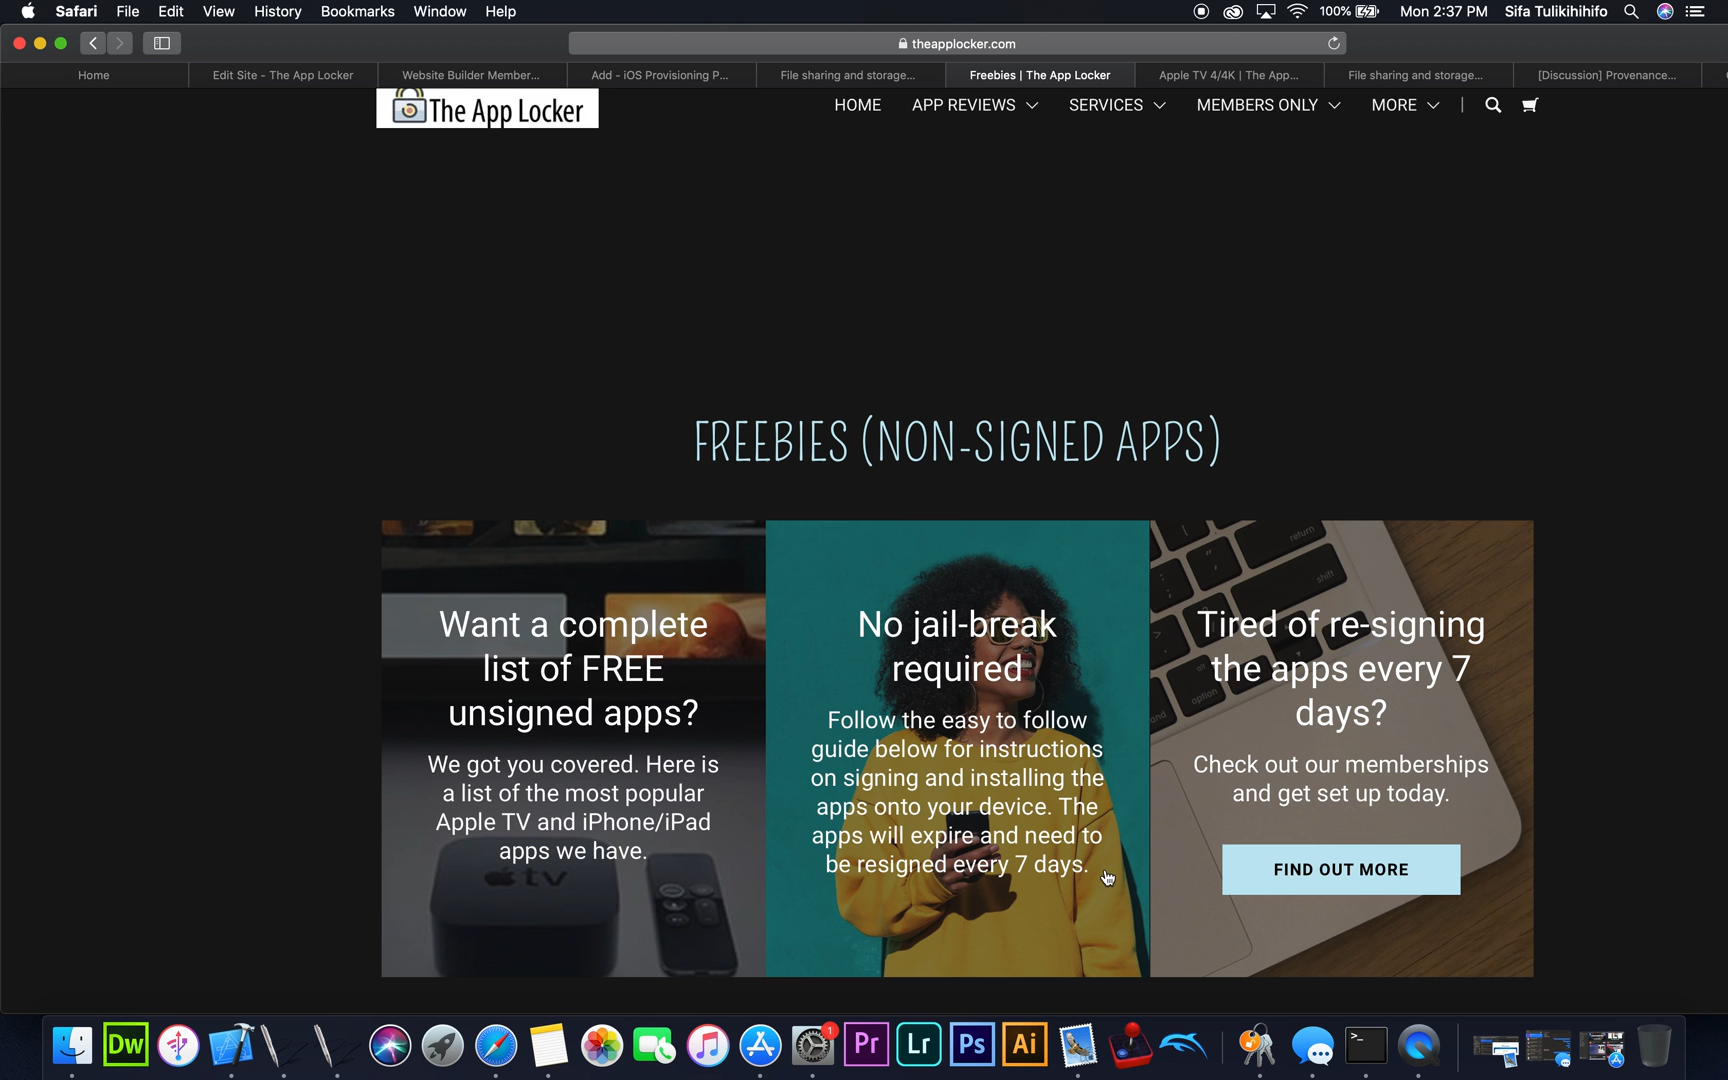 Safari File Edit View History Bookmarks Window Help 100% Mon 2:37 PM Sifa Tulikihihifo
theapplocker.com
Home Edit Site - The App Locker Website Builder Member... Add - iOS Provisioning P... File sharing and storage... Freebies | The App Locker Apple TV 4/4K | The App... File sharing and storage... [Discussion] Provenance...
The App Locker HOME APP REVIEWS SERVICES MEMBERS ONLY MORE |
FREEBIES (NON-SIGNED APPS)
Want a complete
list of FREE
unsigned apps?
We got you covered. Here is
a list of the most popular
Apple TV and iPhone/iPad
apps we have.
tv
No jail-break
required
Follow the easy to follow
guide below for instructions
on signing and installing the
apps onto your device. The
apps will expire and need to
be resigned every 7 days.
return
shift
option
Tired of re-signing
the apps every 7
days?
Check out our memberships
and get set up today.
FIND OUT MORE
Dw 1 Pr Lr Ps Ai >_